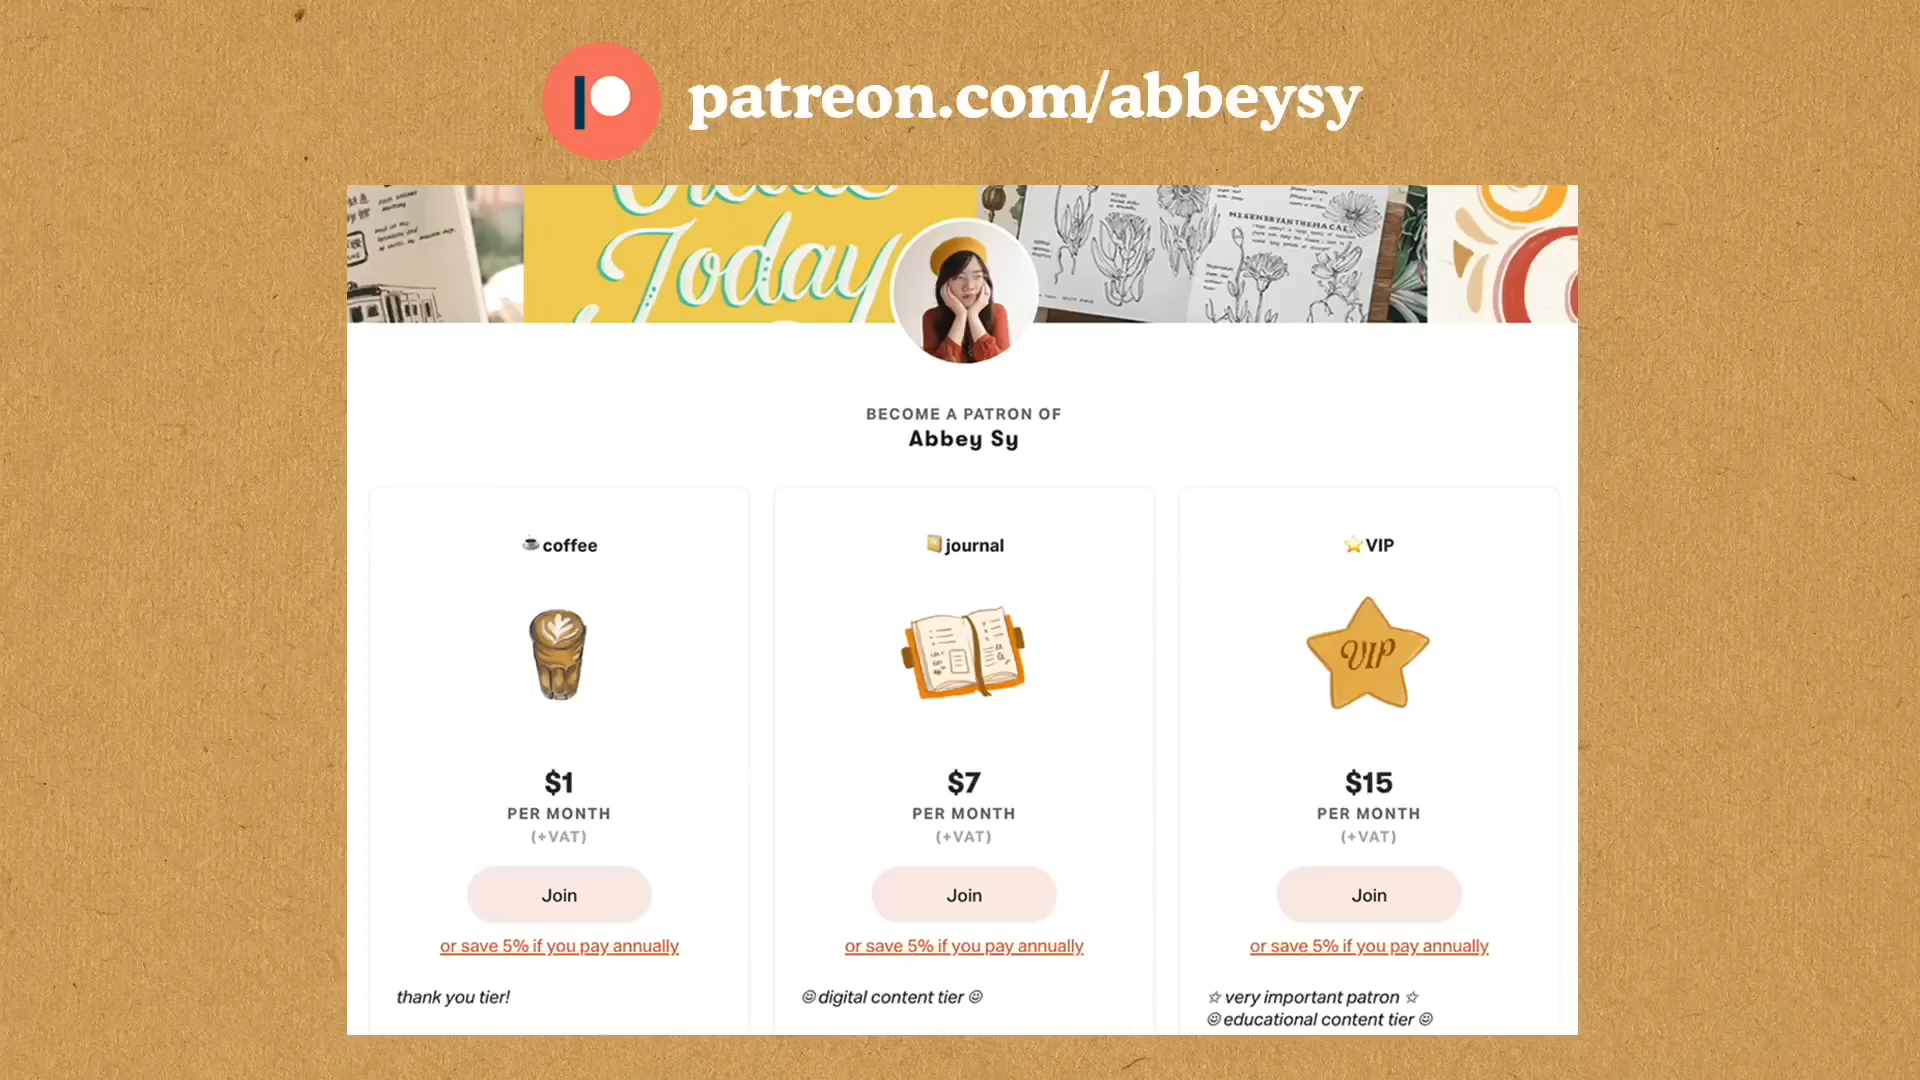 patreon.com/abbeysy
Today
MESEMBRYANTHEMACEAE
BECOME A PATRON OF
Abbey Sy
coffee
journal
VIP
VIP
$1
$7
$15
PER MONTH
PER MONTH
PER MONTH
(+VAT)
(+VAT)
(+VAT)
Join
Join
Join
or save 5% if you pay annually
or save 5% if you pay annually
or save 5% if you pay annually
thank you tier!
digital content tier
☆ very important patron ☆
educational content tier